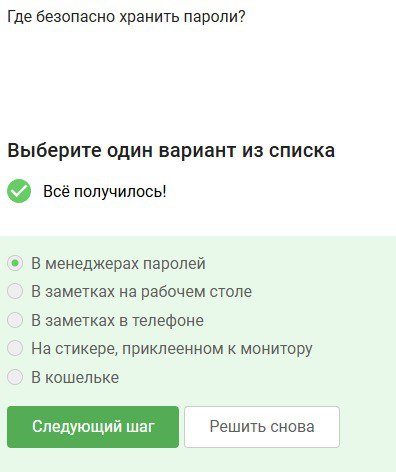 Где безопасно хранить пароли?
Выберите один вариант из списка
Всё получилось!
В менеджерах паролей
В заметках на рабочем столе
В заметках в телефоне
На стикере, приклеенном к монитору
В кошельке
Следующий шаг
Решить снова